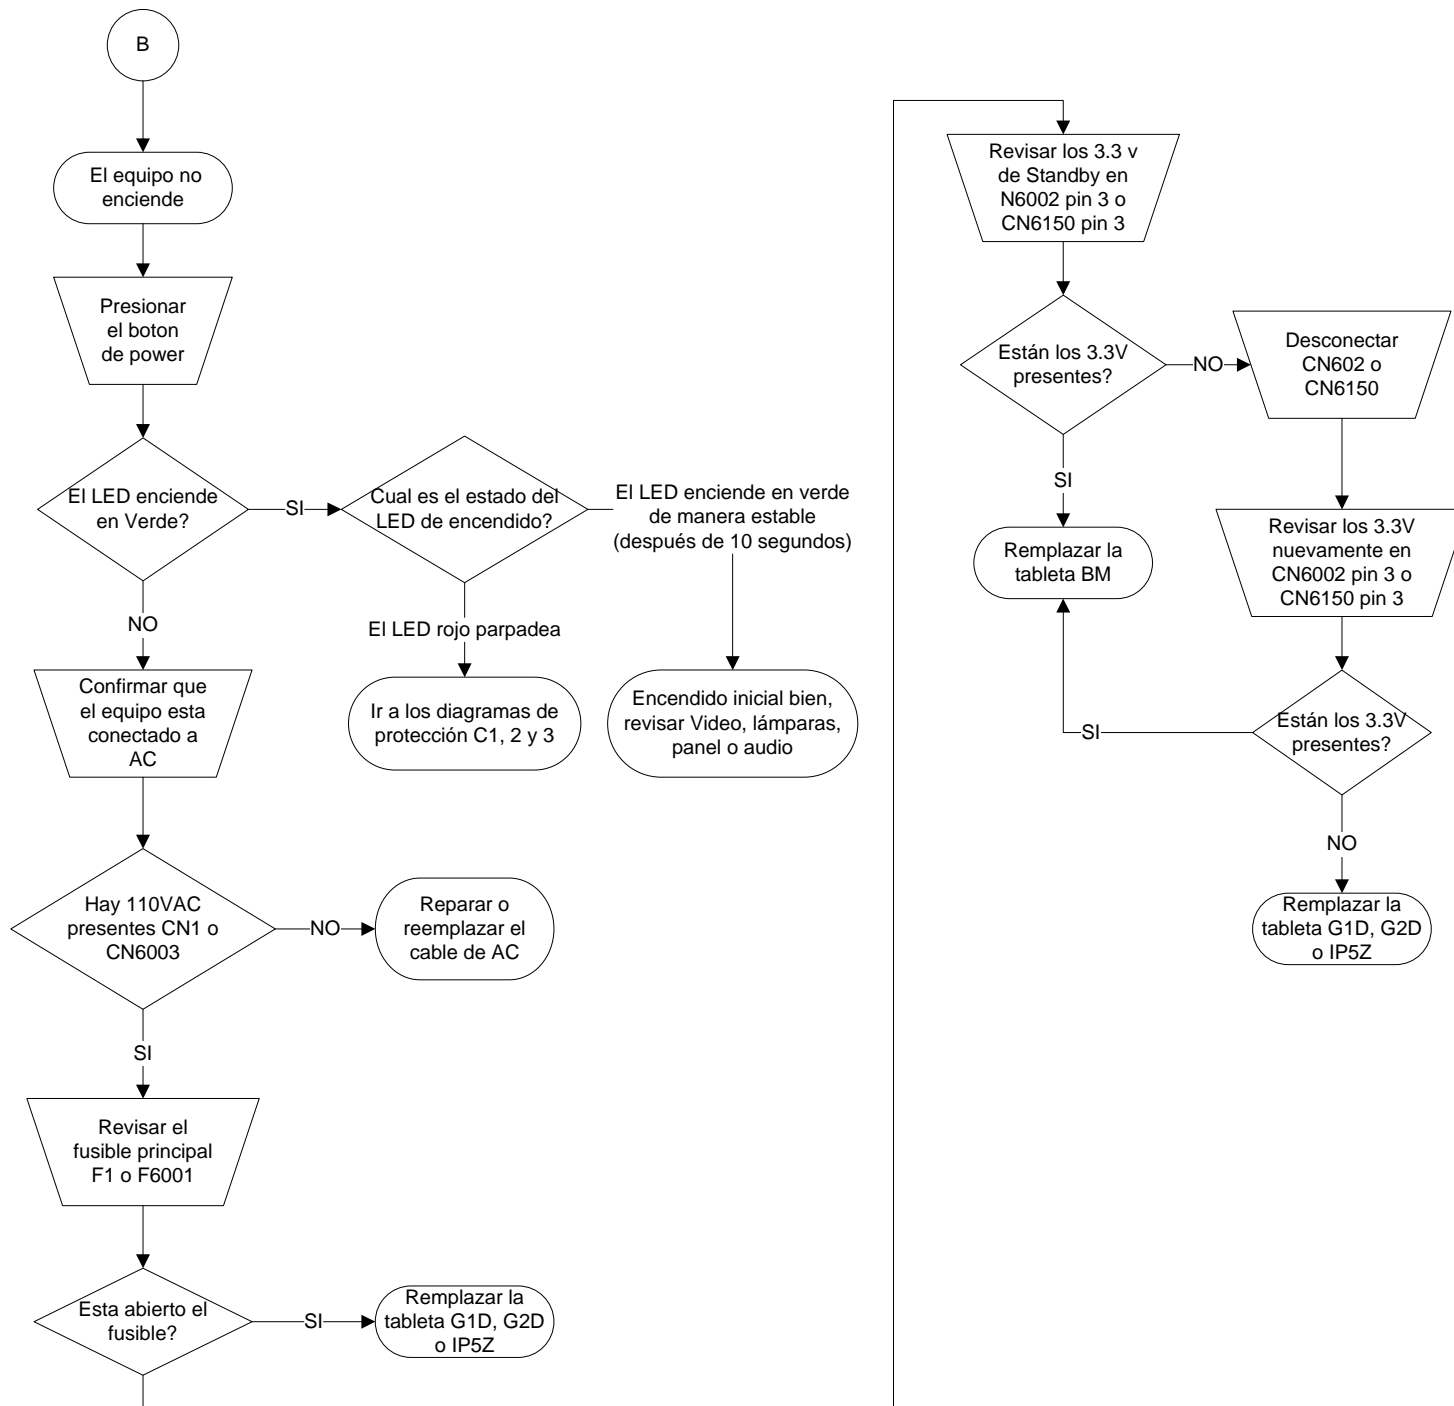 B
El equipo no
enciende
Presionar
el boton
de power
El LED enciende
en Verde?
SI
Cual es el estado del
LED de encendido?
El LED enciende en verde
de manera estable
(después de 10 segundos)
NO
El LED rojo parpadea
Confirmar que
el equipo esta
conectado a
AC
Ir a los diagramas de
protección C1, 2 y 3
Encendido inicial bien,
revisar Video, lámparas,
panel o audio
Hay 110VAC
presentes CN1 o
CN6003
NO
Reparar o
reemplazar el
cable de AC
SI
Revisar el
fusible principal
F1 o F6001
Esta abierto el
fusible?
SI
Remplazar la
tableta G1D, G2D
o IP5Z
Revisar los 3.3 v
de Standby en
N6002 pin 3 o
CN6150 pin 3
Están los 3.3V
presentes?
NO
Desconectar
CN602 o
CN6150
SI
Remplazar la
tableta BM
Revisar los 3.3V
nuevamente en
CN6002 pin 3 o
CN6150 pin 3
Están los 3.3V
presentes?
SI
NO
Remplazar la
tableta G1D, G2D
o IP5Z